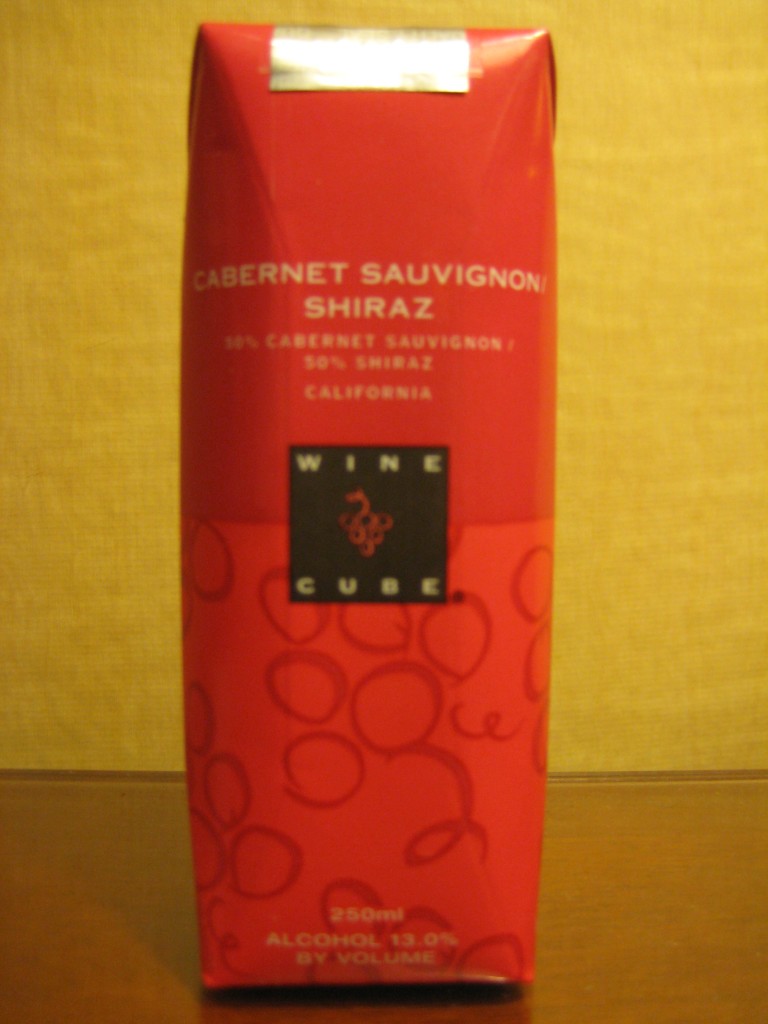 CABERNET SAUVIGNON/
SHIRAZ
50% CABERNET SAUVIGNON /
50% SHIRAZ
CALIFORNIA
WINE
CUBE
250ml
ALCOHOL 13.0%
BY VOLUME